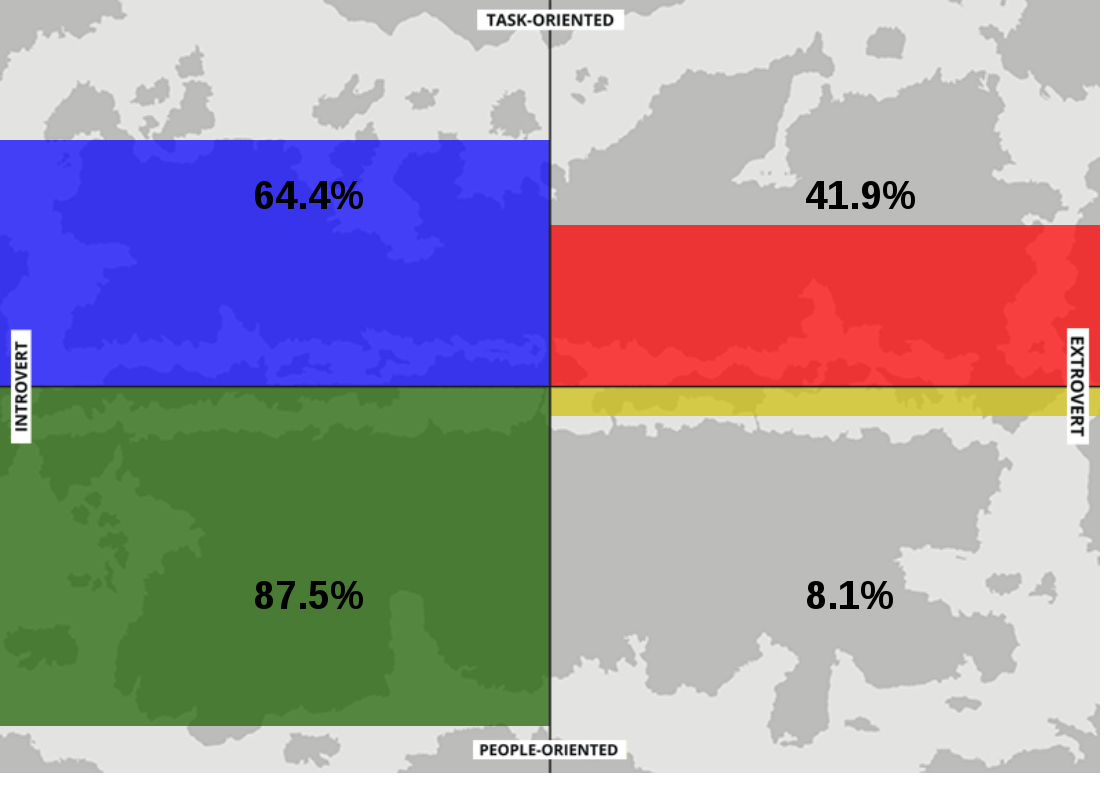 TASK-ORIENTED
64.4%
41.9%
INTROVERT
EXTROVERT
87.5%
8.1%
PEOPLE-ORIENTED